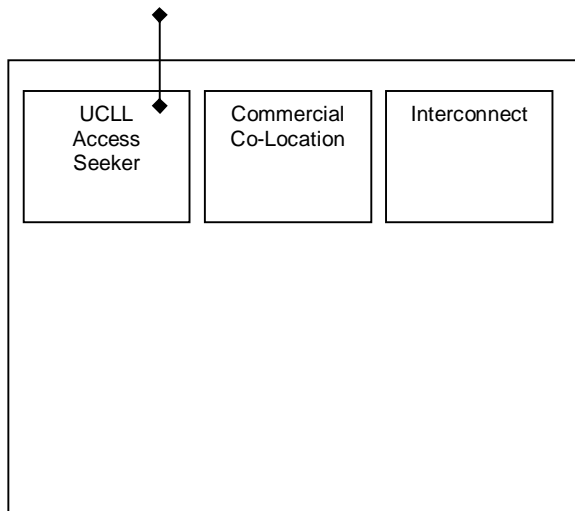 UCLL
Access
Seeker
Commercial
Co-Location
Interconnect